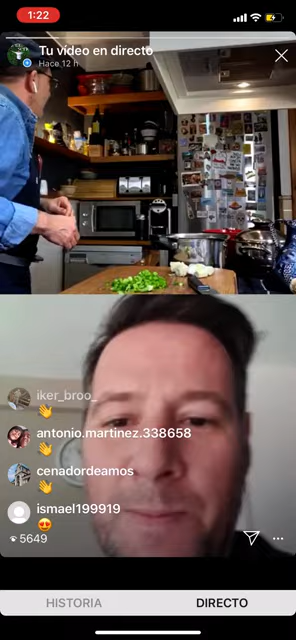 1:22
Tu vídeo en directo
Hace 12 h
iker_broo_
antonio.martinez.338658
cenadordeamos
ismael199919
5649
HISTORIA
DIRECTO